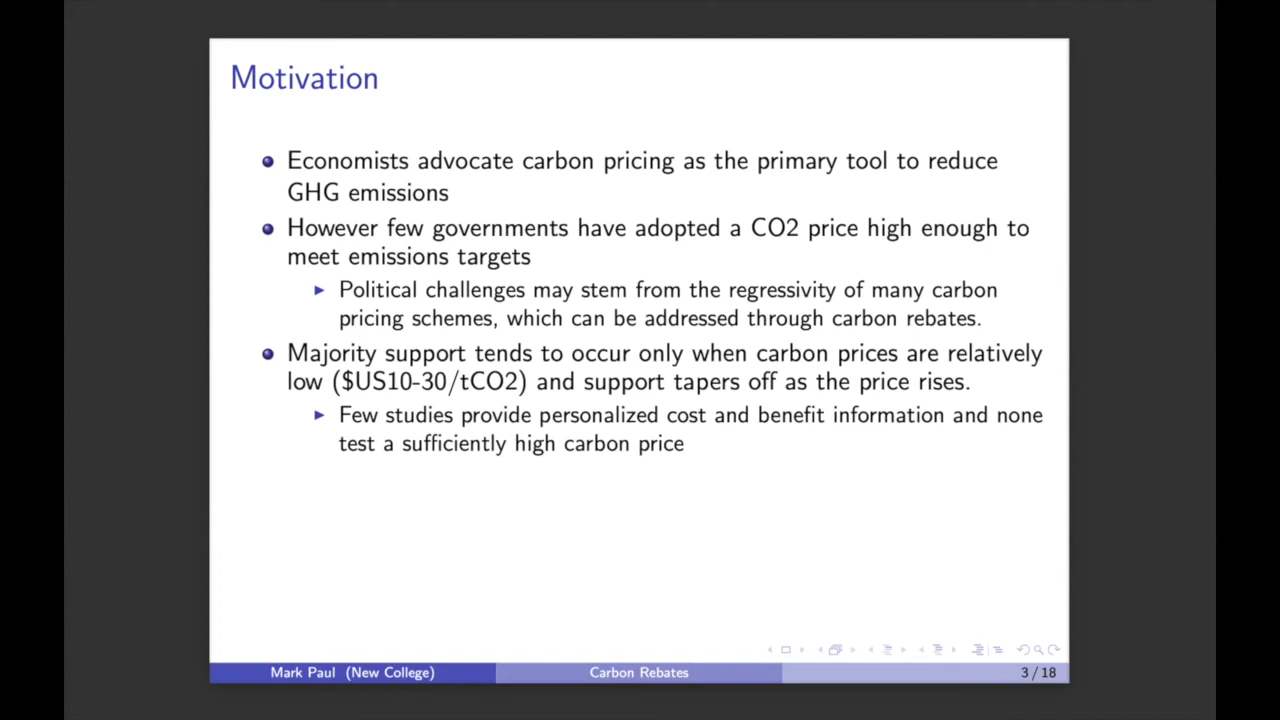 Motivation
Economists advocate carbon pricing as the primary tool to reduce
GHG emissions
However few governments have adopted a CO2 price high enough to
meet emissions targets
Political challenges may stem from the regressivity of many carbon
pricing schemes, which can be addressed through carbon rebates.
Majority support tends to occur only when carbon prices are relatively
low ($US10-30/tCO2) and support tapers off as the price rises.
Few studies provide personalized cost and benefit information and none
test a sufficiently high carbon price
Mark Paul (New College) Carbon Rebates 3 / 18